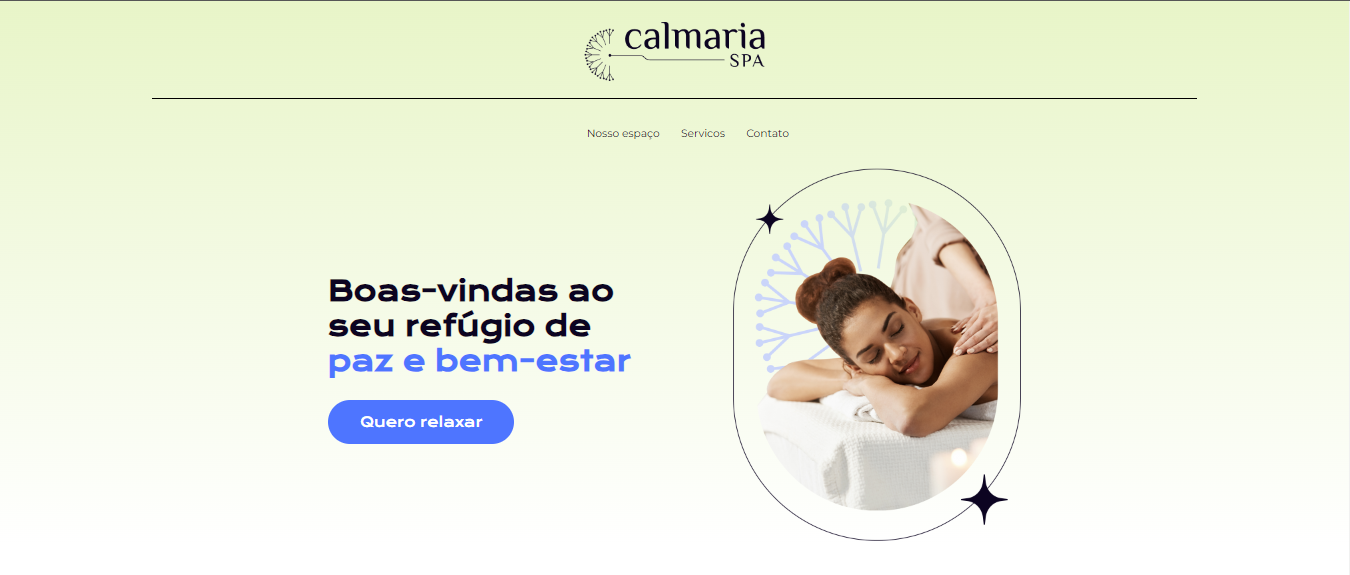 calmaria
SPA
Nosso espaço Servicos Contato
Boas-vindas ao
seu refúgio de
paz e bem-estar
Quero relaxar